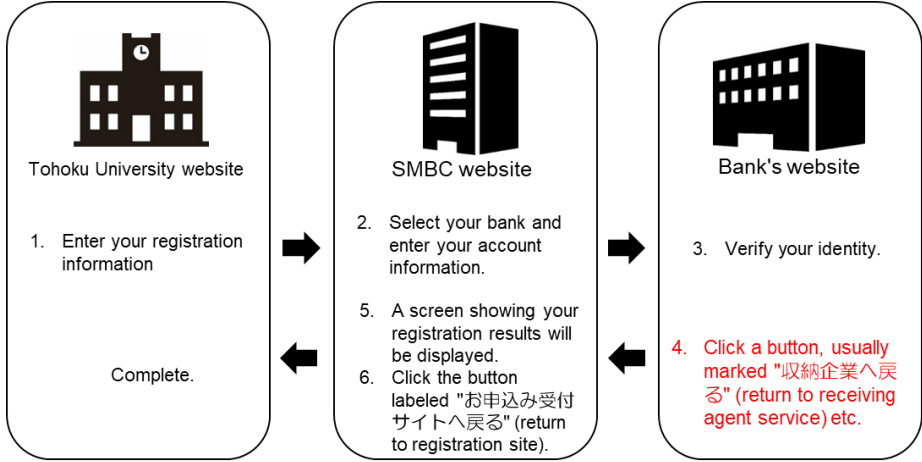 Tohoku University website
1. Enter your registration
information
Complete.
SMBC website
2. Select your bank and
enter your account
information.
5. A screen showing your
registration results will
be displayed.
6. Click the button
labeled "お申込み受付
サイトへ戻る" (return
to registration site).
Bank's website
3. Verify your identity.
4. Click a button, usually
marked "収納企業へ戻
る" (return to receiving
agent service) etc.